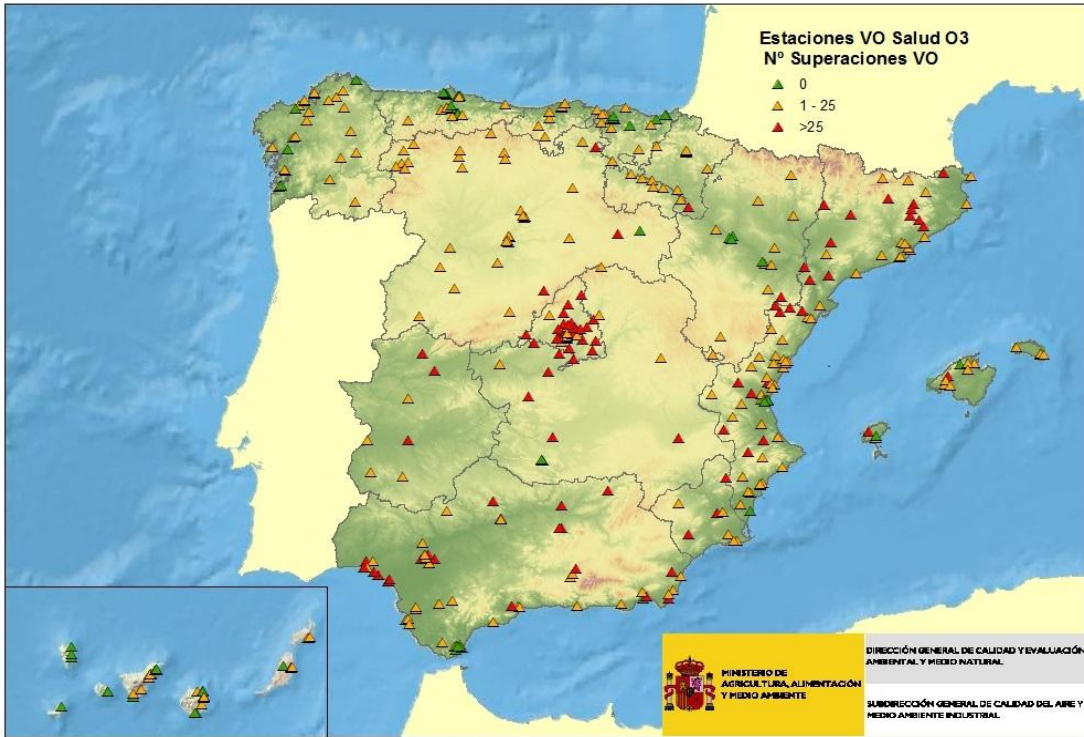 Estaciones VO Salud O3
Nº Superaciones VO
0
1 - 25
>25
MINISTERIO DE
AGRICULTURA, ALIMENTACIÓN
Y MEDIO AMBIENTE
DIRECCIÓN GENERAL DE CALIDAD Y EVALUACIÓN
AMBIENTAL Y MEDIO NATURAL
SUBDIRECCIÓN GENERAL DE CALIDAD DEL AIRE Y
MEDIO AMBIENTE INDUSTRIAL